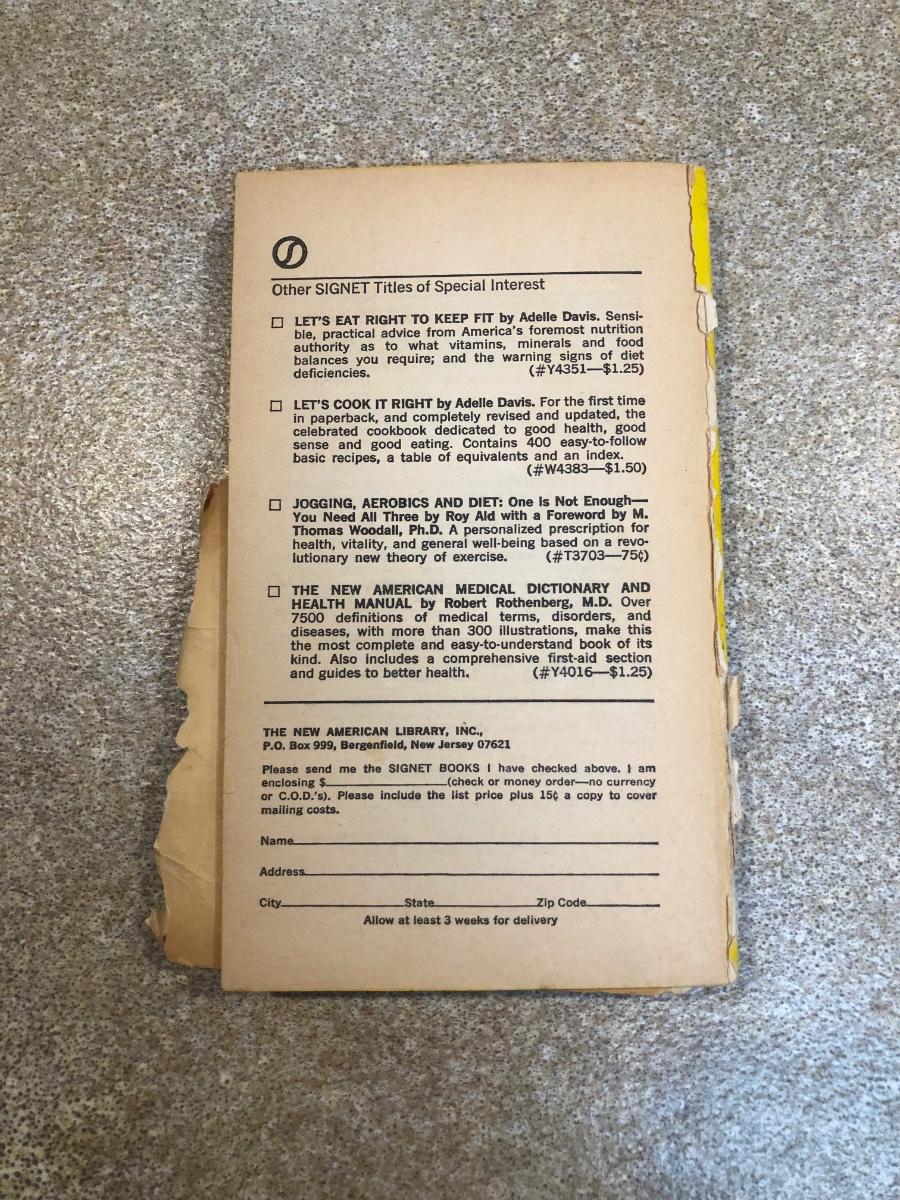 Other SIGNET Titles of Special Interest
LET'S EAT RIGHT TO KEEP FIT by Adelle Davis. Sensi-
ble, practical advice from America's foremost nutrition
authority as to what vitamins, minerals and food
balances you require; and the warning signs of diet
deficiencies. (#Y4351—$1.25)
LET'S COOK IT RIGHT by Adelle Davis. For the first time
in paperback, and completely revised and updated, the
celebrated cookbook dedicated to good health, good
sense and good eating. Contains 400 easy-to-follow
basic recipes, a table of equivalents and an index.
(#W4383—$1.50)
JOGGING, AEROBICS AND DIET: One Is Not Enough—
You Need All Three by Roy Ald with a Foreword by M.
Thomas Woodall, Ph.D. A personalized prescription for
health, vitality, and general well-being based on a revo-
lutionary new theory of exercise. (#T3703—75¢)
THE NEW AMERICAN MEDICAL DICTIONARY AND
HEALTH MANUAL by Robert Rothenberg, M.D. Over
7500 definitions of medical terms, disorders, and
diseases, with more than 300 illustrations, make this
the most complete and easy-to-understand book of its
kind. Also includes a comprehensive first-aid section
and guides to better health. (#Y4016—$1.25)
THE NEW AMERICAN LIBRARY, INC.,
P.O. Box 999, Bergenfield, New Jersey 07621
Please send me the SIGNET BOOKS I have checked above. I am
enclosing $____________(check or money order—no currency
or C.O.D.'s). Please include the list price plus 15¢ a copy to cover
mailing costs.
Name____________
Address____________
City____________State____________Zip Code____________
Allow at least 3 weeks for delivery